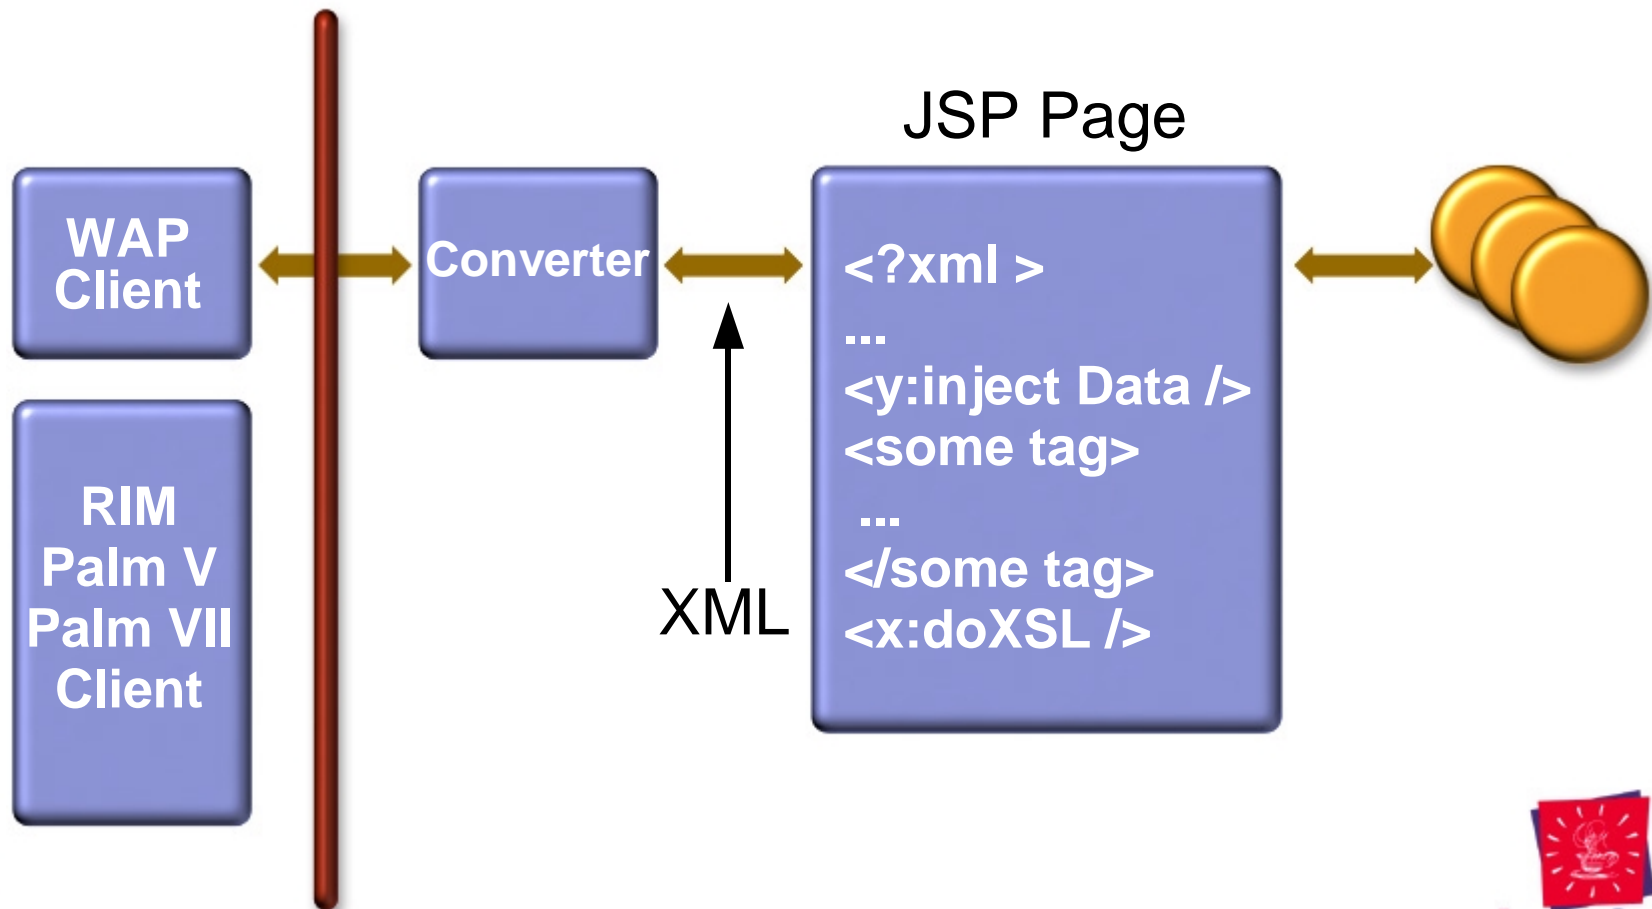 JSP Page
WAP
Client
Converter
<?xml >
...
<y:inject Data />
<some tag>
...
</some tag>
<x:doXSL />
XML
RIM
Palm V
Palm VII
Client